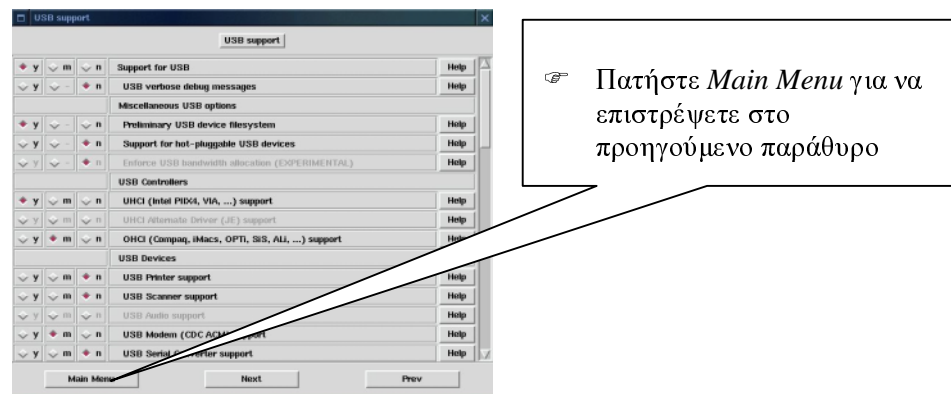 USB support
USB support
y m n Support for USB Help
y - n USB verbose debug messages Help
Miscellaneous USB options
y - n Preliminary USB device filesystem Help
y - n Support for hot-pluggable USB devices Help
y - n Enforce USB bandwidth allocation (EXPERIMENTAL) Help
USB Controllers
y m n UHCI (Intel PIIX4, VIA, ...) support Help
y m n UHCI Alternate Driver (JE) support Help
y m n OHCI (Compaq, iMacs, OPTi, SiS, ALi, ...) support Help
USB Devices
y m n USB Printer support Help
y m n USB Scanner support Help
y m n USB Audio support Help
y m n USB Modem (CDC ACM) support Help
y m n USB Serial Converter support Help
Main Menu Next Prev
☞ Πατήστε Main Menu για να
επιστρέψετε στο
προηγούμενο παράθυρο